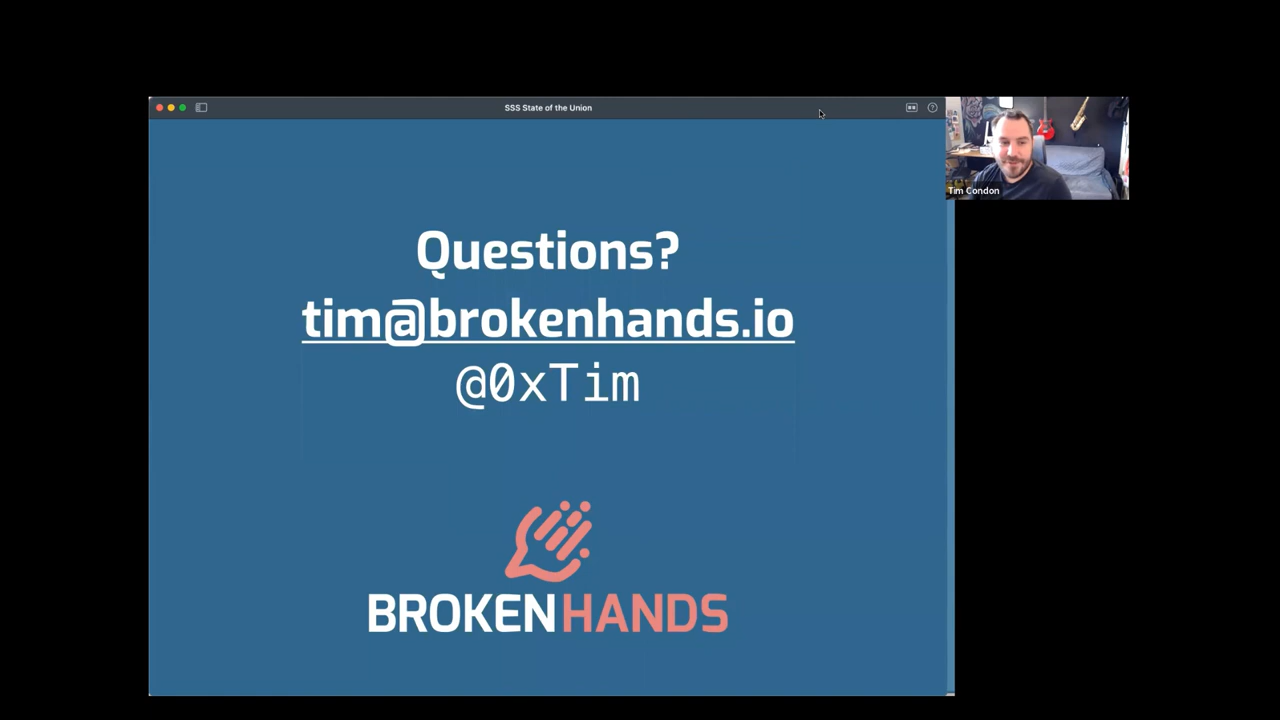 SSS State of the Union
Tim Condon
Questions?
tim@brokenhands.io
@0xTim
BROKENHANDS